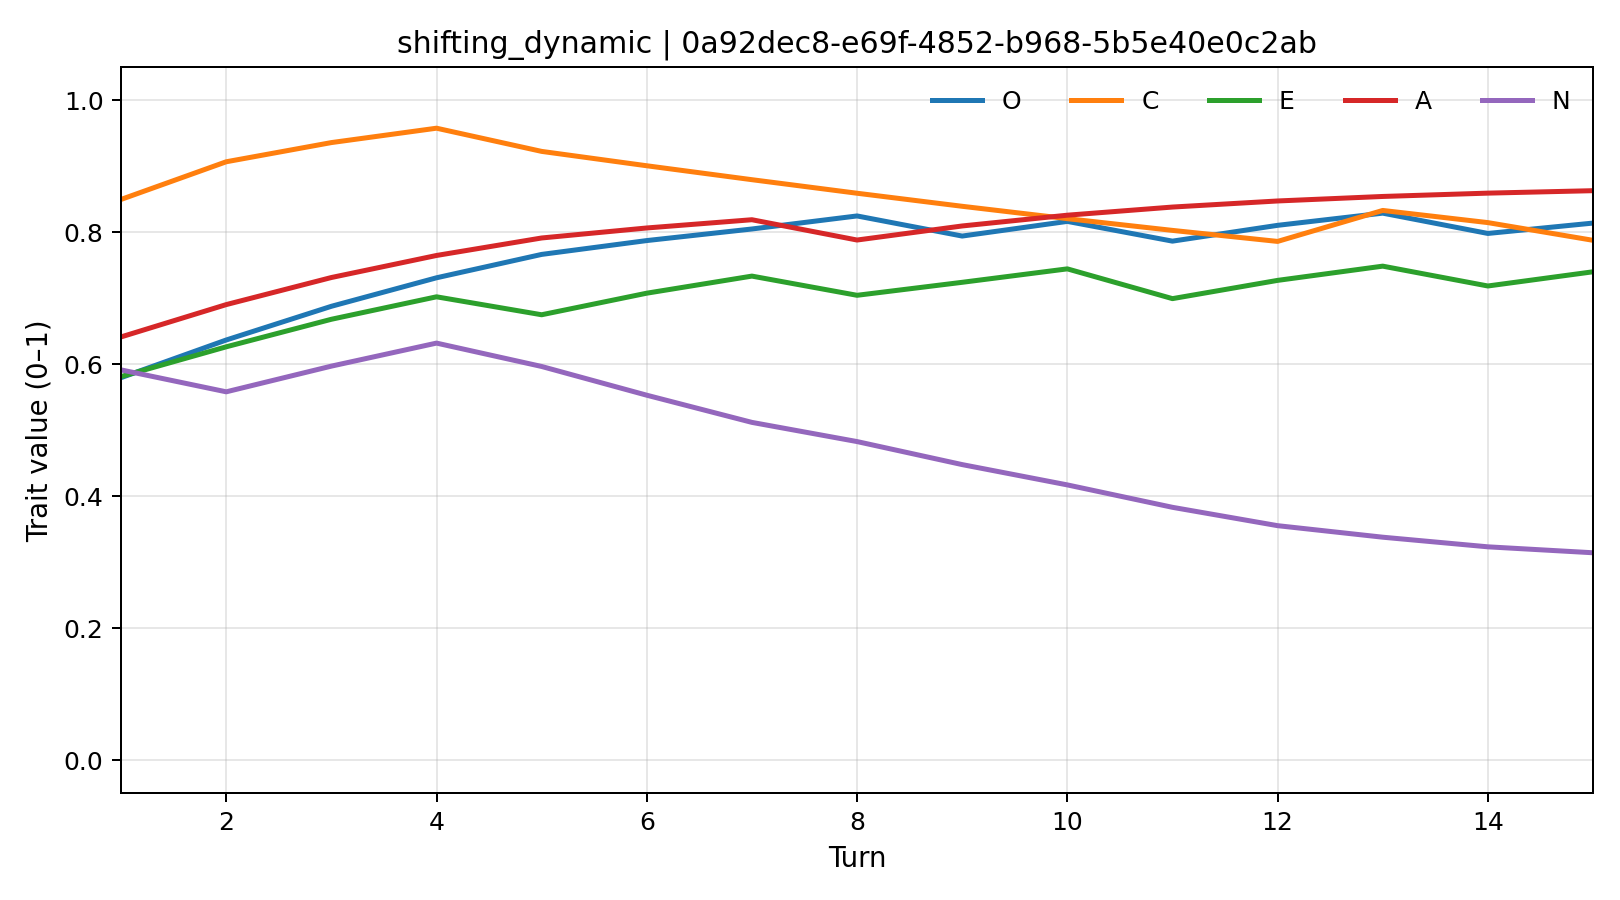 shifting_dynamic | 0a92dec8-e69f-4852-b968-5b5e40e0c2ab
O C E A N
1.0
0.8
0.6
0.4
0.2
0.0
Trait value (0–1)
2 4 6 8 10 12 14
Turn